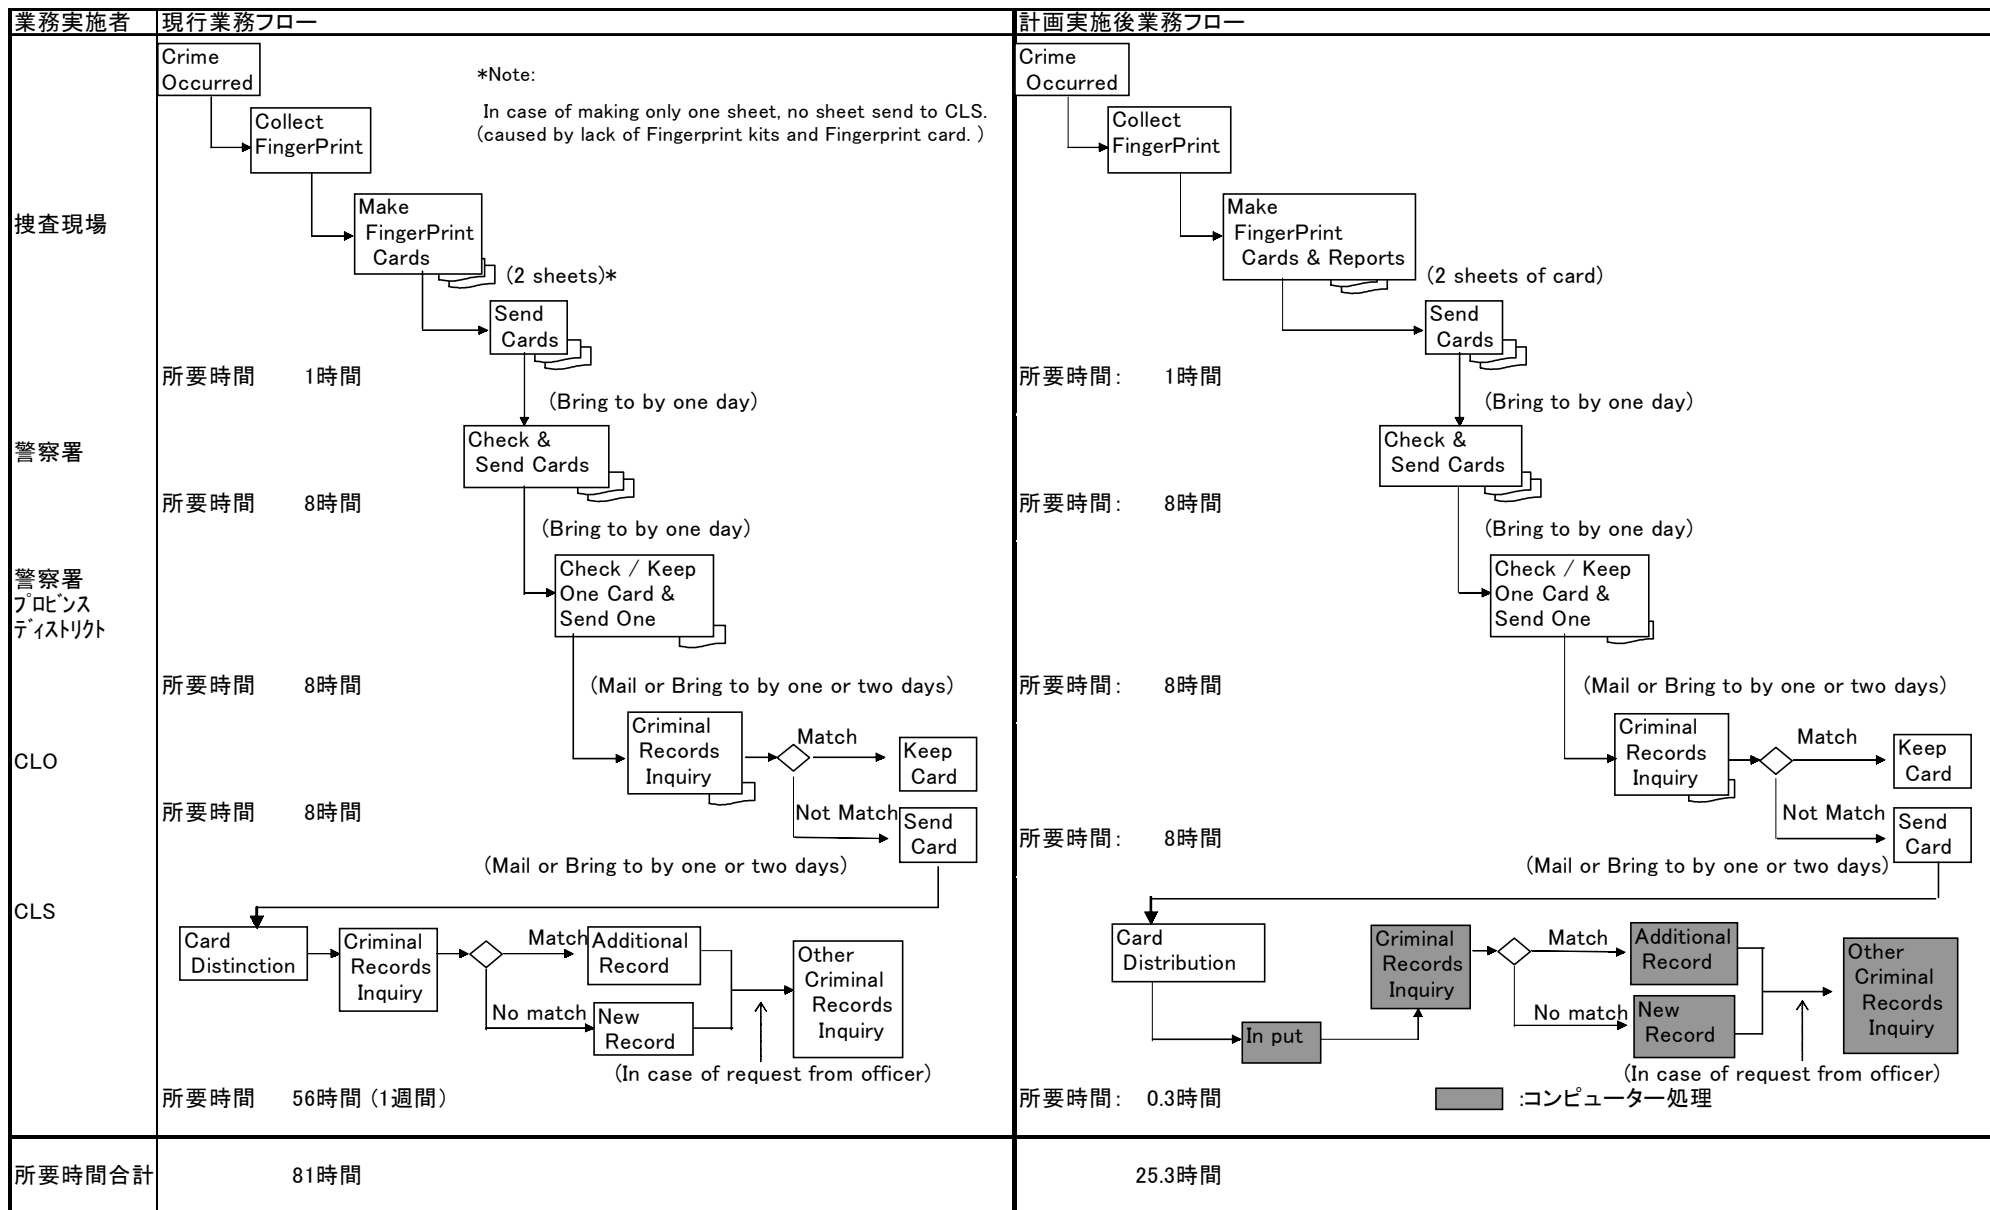 業務実施者
現行業務フロー
計画実施後業務フロー
捜査現場
Crime
Occurred
*Note:
In case of making only one sheet, no sheet send to CLS.
(caused by lack of Fingerprint kits and Fingerprint card. )
Collect
FingerPrint
Make
FingerPrint
Cards
(2 sheets)*
Send
Cards
所要時間 1時間
(Bring to by one day)
Crime
Occurred
Collect
FingerPrint
Make
FingerPrint
Cards & Reports
(2 sheets of card)
Send
Cards
所要時間: 1時間
(Bring to by one day)
警察署
Check &
Send Cards
所要時間 8時間
(Bring to by one day)
Check &
Send Cards
所要時間: 8時間
(Bring to by one day)
警察署
プロビンス
ディストリクト
Check / Keep
One Card &
Send One
所要時間 8時間
(Mail or Bring to by one or two days)
Check / Keep
One Card &
Send One
所要時間: 8時間
(Mail or Bring to by one or two days)
CLO
Criminal
Records
Inquiry
Match
Keep
Card
Not Match
Send
Card
所要時間 8時間
(Mail or Bring to by one or two days)
Criminal
Records
Inquiry
Match
Keep
Card
Not Match
Send
Card
所要時間: 8時間
(Mail or Bring to by one or two days)
CLS
Card
Distinction
Criminal
Records
Inquiry
Match
Additional
Record
No match
New
Record
Other
Criminal
Records
Inquiry
(In case of request from officer)
所要時間 56時間 (1週間)
Card
Distribution
In put
Criminal
Records
Inquiry
Match
Additional
Record
No match
New
Record
Other
Criminal
Records
Inquiry
(In case of request from officer)
所要時間: 0.3時間
:コンピューター処理
所要時間合計
81時間
25.3時間